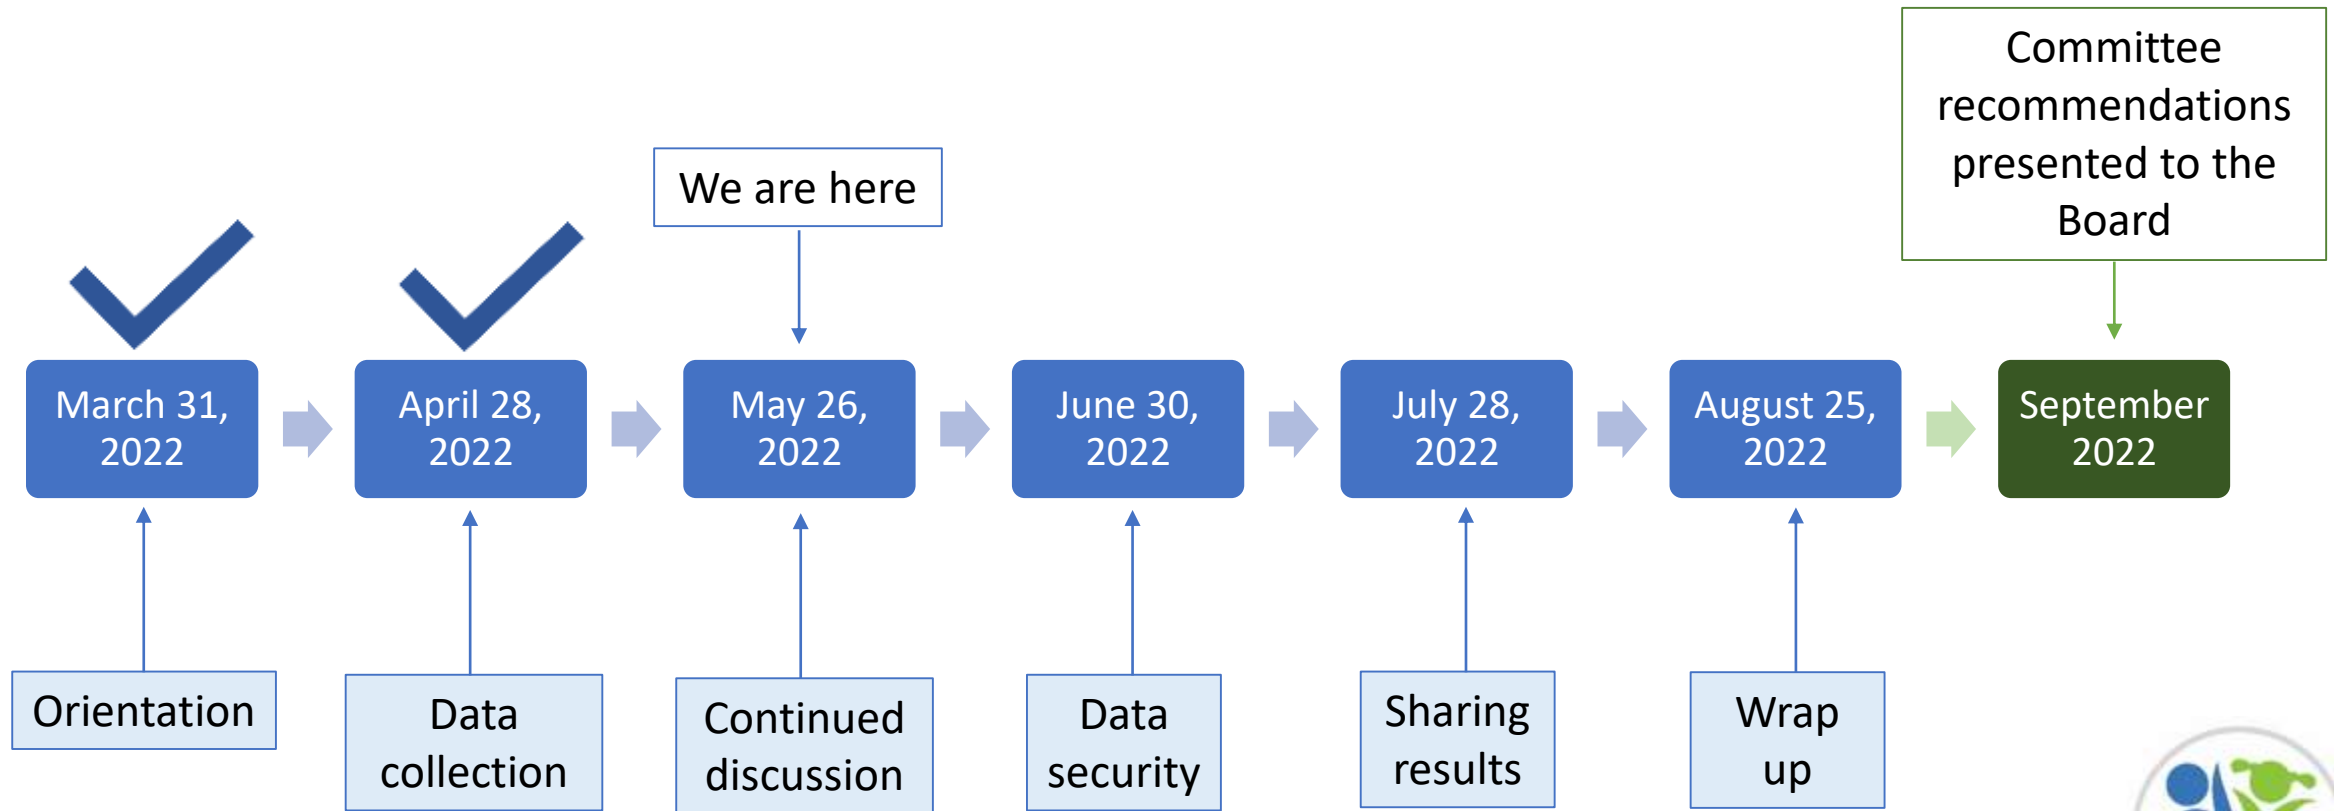 Committee
recommendations
presented to the
Board
We are here
March 31,
2022
April 28,
2022
May 26,
2022
June 30,
2022
July 28,
2022
August 25,
2022
September
2022
Orientation
Data
collection
Continued
discussion
Data
security
Sharing
results
Wrap
up